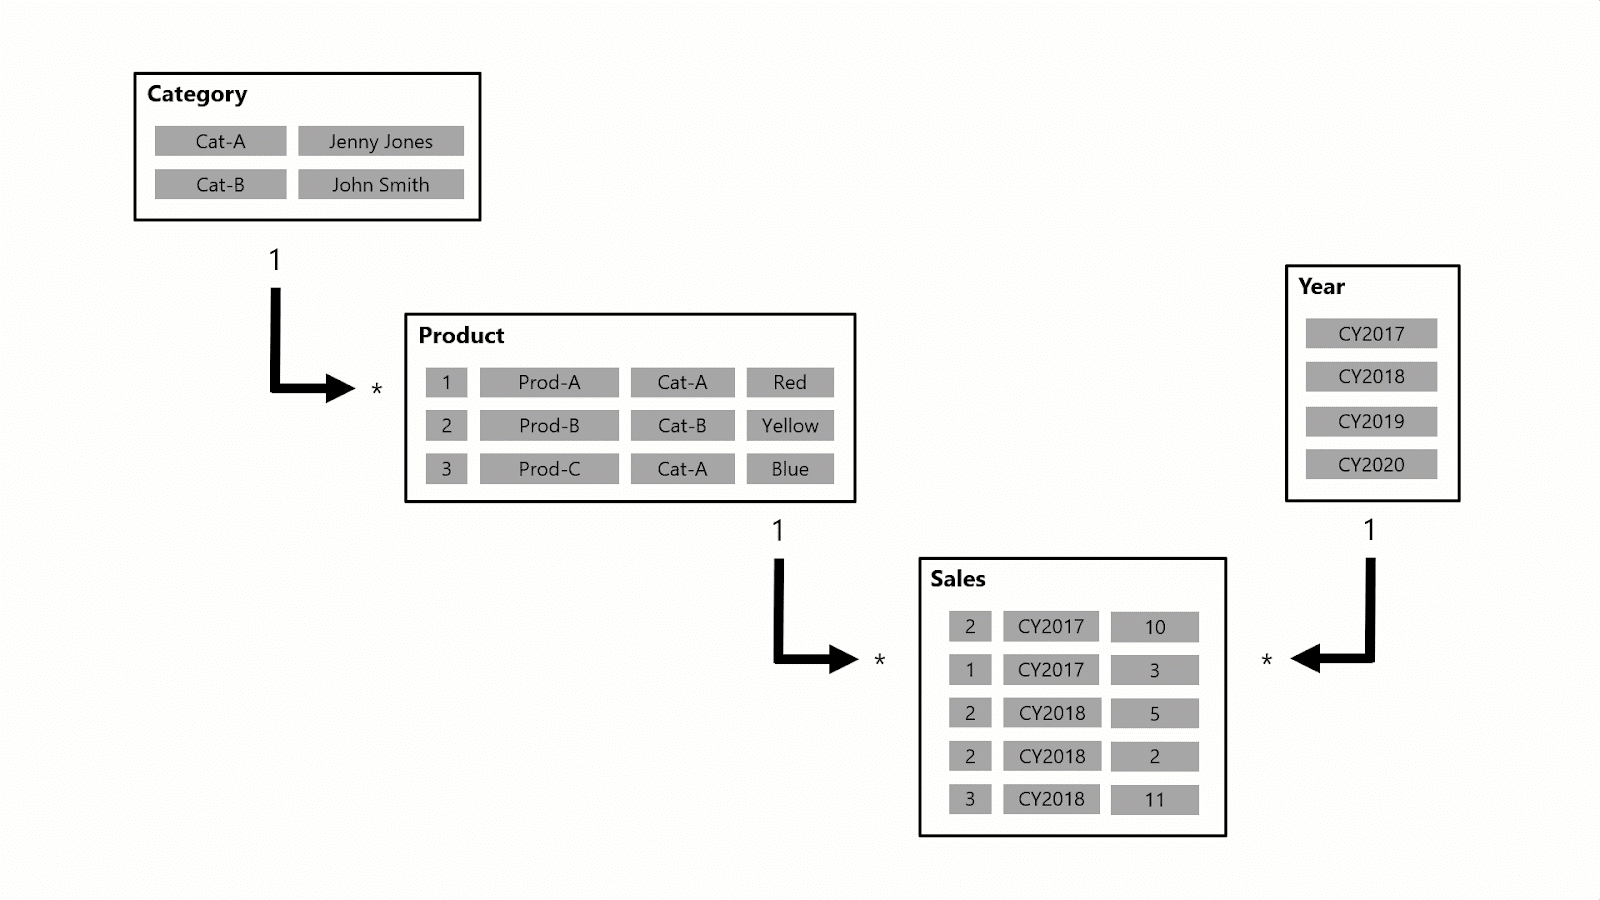 Category
Cat-A Jenny Jones
Cat-B John Smith
1
*
Product
1 Prod-A Cat-A Red
2 Prod-B Cat-B Yellow
3 Prod-C Cat-A Blue
1
*
Year
CY2017
CY2018
CY2019
CY2020
1
*
Sales
2 CY2017 10
1 CY2017 3
2 CY2018 5
2 CY2018 2
3 CY2018 11